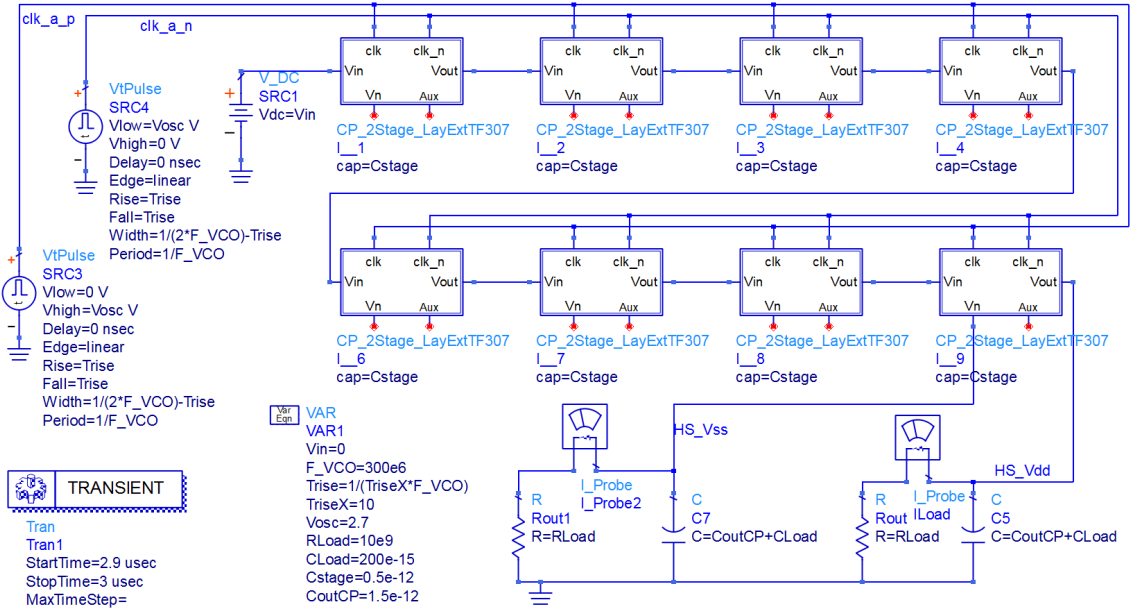 clk_a_p
clk_a_n
VtPulse
SRC4
Vlow=Vosc V
Vhigh=0 V
Delay=0 nsec
Edge=linear
Rise=Trise
Fall=Trise
Width=1/(2*F_VCO)-Trise
Period=1/F_VCO
V_DC
SRC1
Vdc=Vin
clk clk_n
Vin Vout
Vn Aux
CP_2Stage_LayExtTF307
I__1
cap=Cstage
clk clk_n
Vin Vout
Vn Aux
CP_2Stage_LayExtTF307
I__2
cap=Cstage
clk clk_n
Vin Vout
Vn Aux
CP_2Stage_LayExtTF307
I__3
cap=Cstage
clk clk_n
Vin Vout
Vn Aux
CP_2Stage_LayExtTF307
I__4
cap=Cstage
VtPulse
SRC3
Vlow=0 V
Vhigh=Vosc V
Delay=0 nsec
Edge=linear
Rise=Trise
Fall=Trise
Width=1/(2*F_VCO)-Trise
Period=1/F_VCO
clk clk_n
Vin Vout
Vn Aux
CP_2Stage_LayExtTF307
I__6
cap=Cstage
clk clk_n
Vin Vout
Vn Aux
CP_2Stage_LayExtTF307
I__7
cap=Cstage
clk clk_n
Vin Vout
Vn Aux
CP_2Stage_LayExtTF307
I__8
cap=Cstage
clk clk_n
Vin Vout
Vn Aux
CP_2Stage_LayExtTF307
I__9
cap=Cstage
Var
Eqn
VAR
VAR1
Vin=0
F_VCO=300e6
Trise=1/(TriseX*F_VCO)
TriseX=10
Vosc=2.7
RLoad=10e9
CLoad=200e-15
Cstage=0.5e-12
CoutCP=1.5e-12
TRANSIENT
Tran
Tran1
StartTime=2.9 usec
StopTime=3 usec
MaxTimeStep=
HS_Vss
I_Probe
I_Probe2
R
Rout1
R=RLoad
C
C7
C=CoutCP+CLoad
HS_Vdd
I_Probe
ILoad
R
Rout
R=RLoad
C
C5
C=CoutCP+CLoad